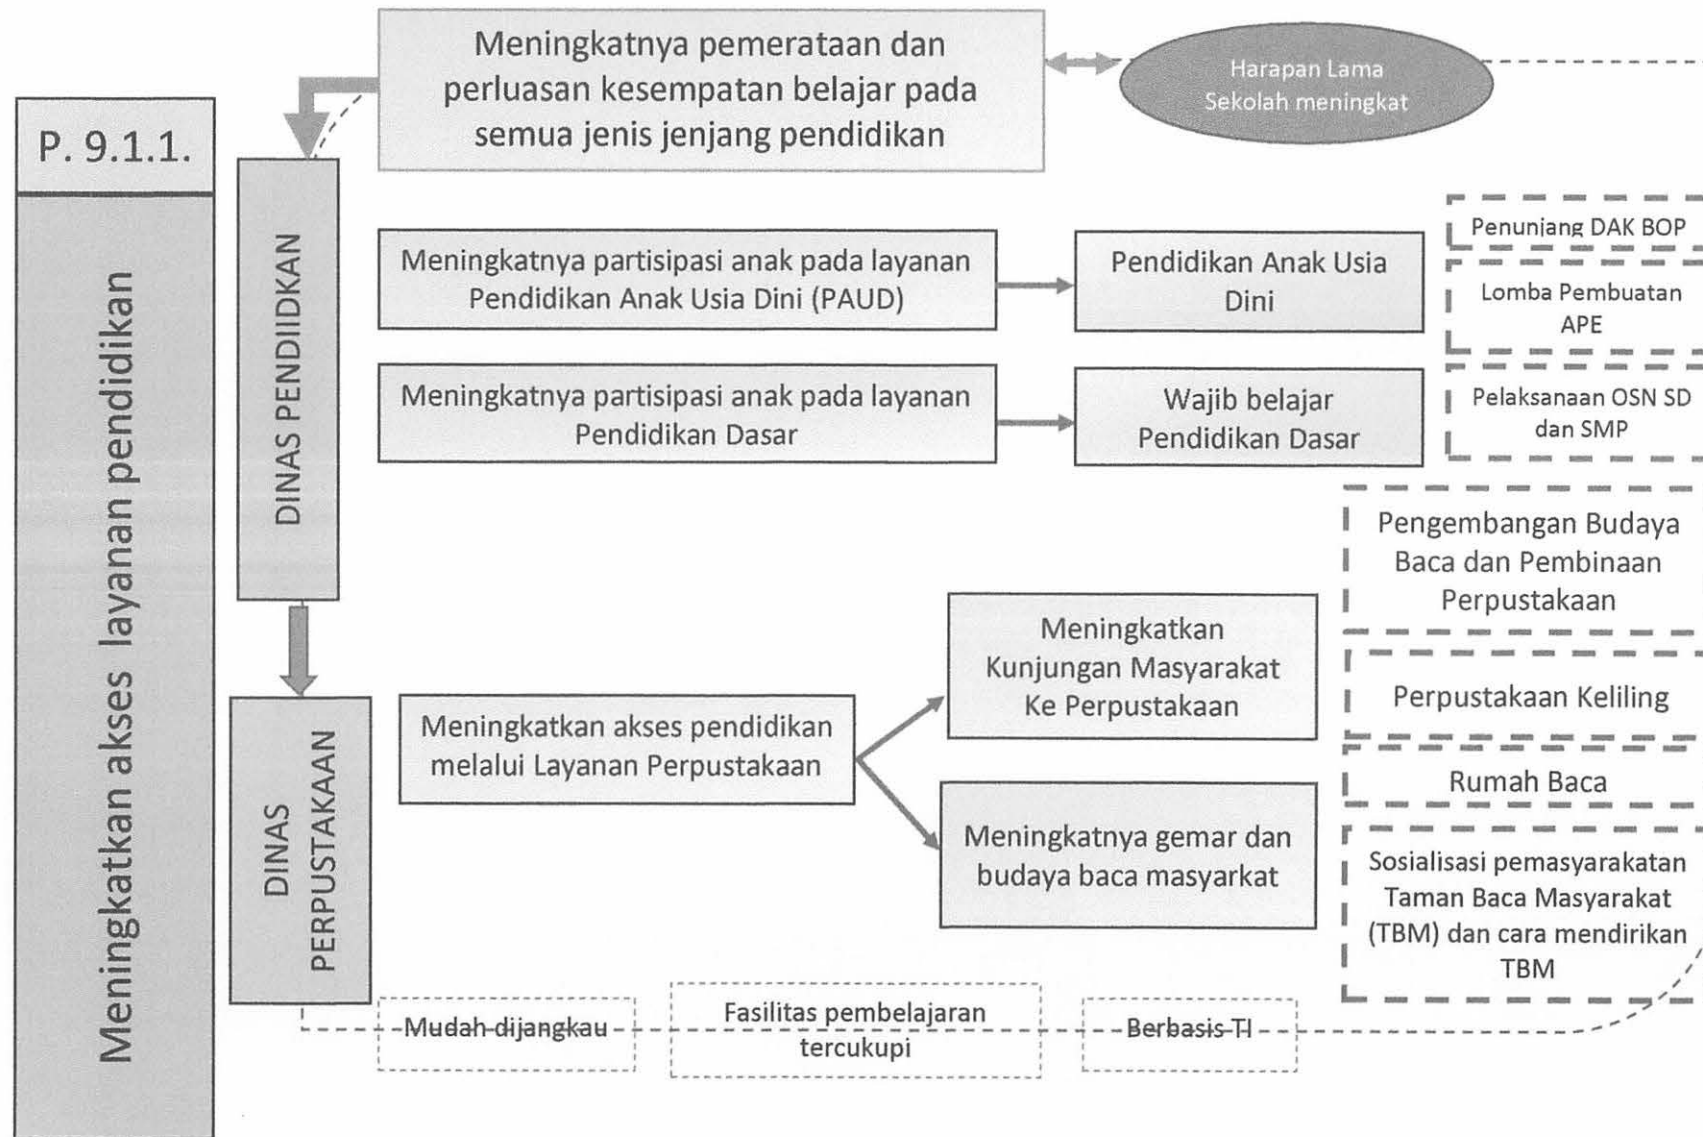 Meningkatnya pemerataan dan
perluasan kesempatan belajar pada
semua jenis jenjang pendidikan
Harapan Lama
Sekolah meningkat
P. 9.1.1.
Meningkatkan akses layanan pendidikan
DINAS PENDIIDKAN
Meningkatnya partisipasi anak pada layanan
Pendidikan Anak Usia Dini (PAUD)
Pendidikan Anak Usia
Dini
Penunjang DAK BOP
Lomba Pembuatan
APE
Meningkatnya partisipasi anak pada layanan
Pendidikan Dasar
Wajib belajar
Pendidikan Dasar
Pelaksanaan OSN SD
dan SMP
DINAS
PERPUSTAKAAN
Meningkatkan akses pendidikan
melalui Layanan Perpustakaan
Meningkatkan
Kunjungan Masyarakat
Ke Perpustakaan
Meningkatnya gemar dan
budaya baca masyarkat
Pengembangan Budaya
Baca dan Pembinaan
Perpustakaan
Perpustakaan Keliling
Rumah Baca
Sosialisasi pemasyarakatan
Taman Baca Masyarakat
(TBM) dan cara mendirikan
TBM
Mudah dijangkau
Fasilitas pembelajaran
tercukupi
Berbasis TI